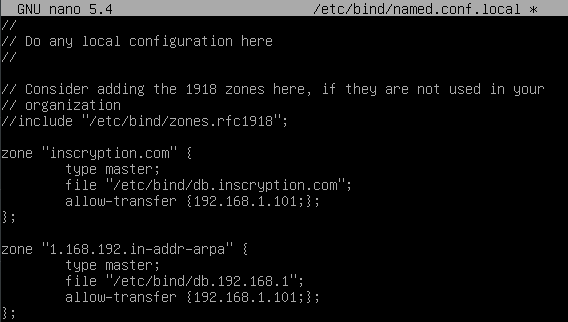 GNU nano 5.4 /etc/bind/named.conf.local *
//
// Do any local configuration here
//
// Consider adding the 1918 zones here, if they are not used in your
// organization
//include "/etc/bind/zones.rfc1918";
zone "inscryption.com" {
type master;
file "/etc/bind/db.inscryption.com";
allow-transfer {192.168.1.101;};
};
zone "1.168.192.in-addr-arpa" {
type master;
file "/etc/bind/db.192.168.1";
allow-transfer {192.168.1.101;};
};